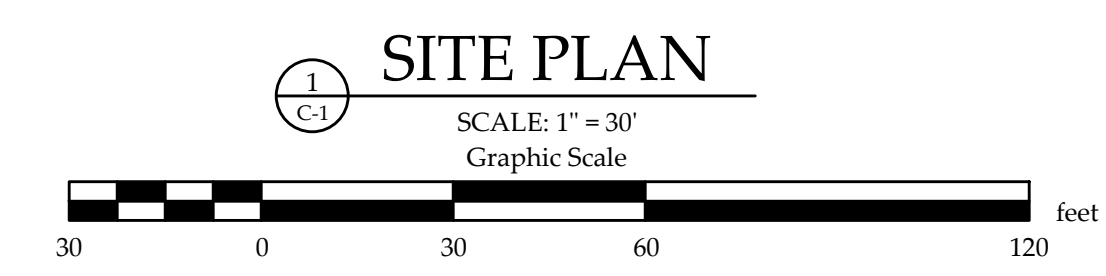 SITE PLAN
1
C-1
SCALE: 1" = 30'
Graphic Scale
feet
30 0 30 60 120